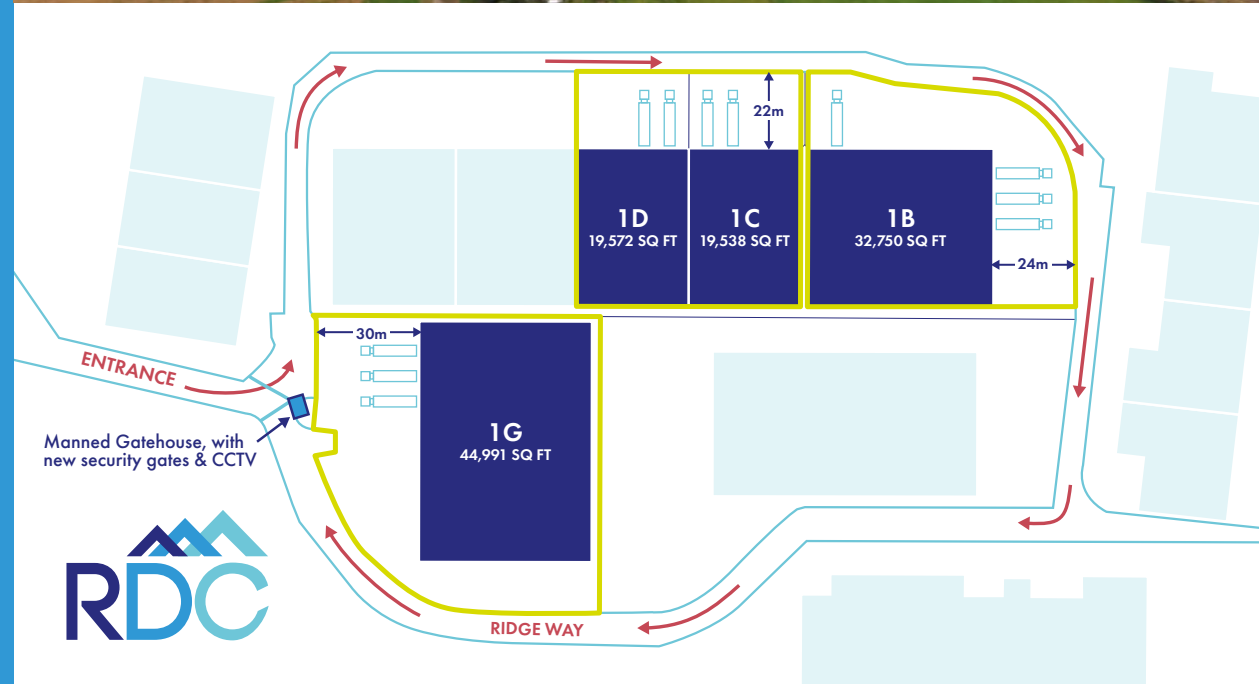 22m
1D
19,572 SQ FT
1C
19,538 SQ FT
1B
32,750 SQ FT
24m
30m
ENTRANCE
1G
44,991 SQ FT
Manned Gatehouse, with
new security gates & CCTV
RDC
RIDGE WAY